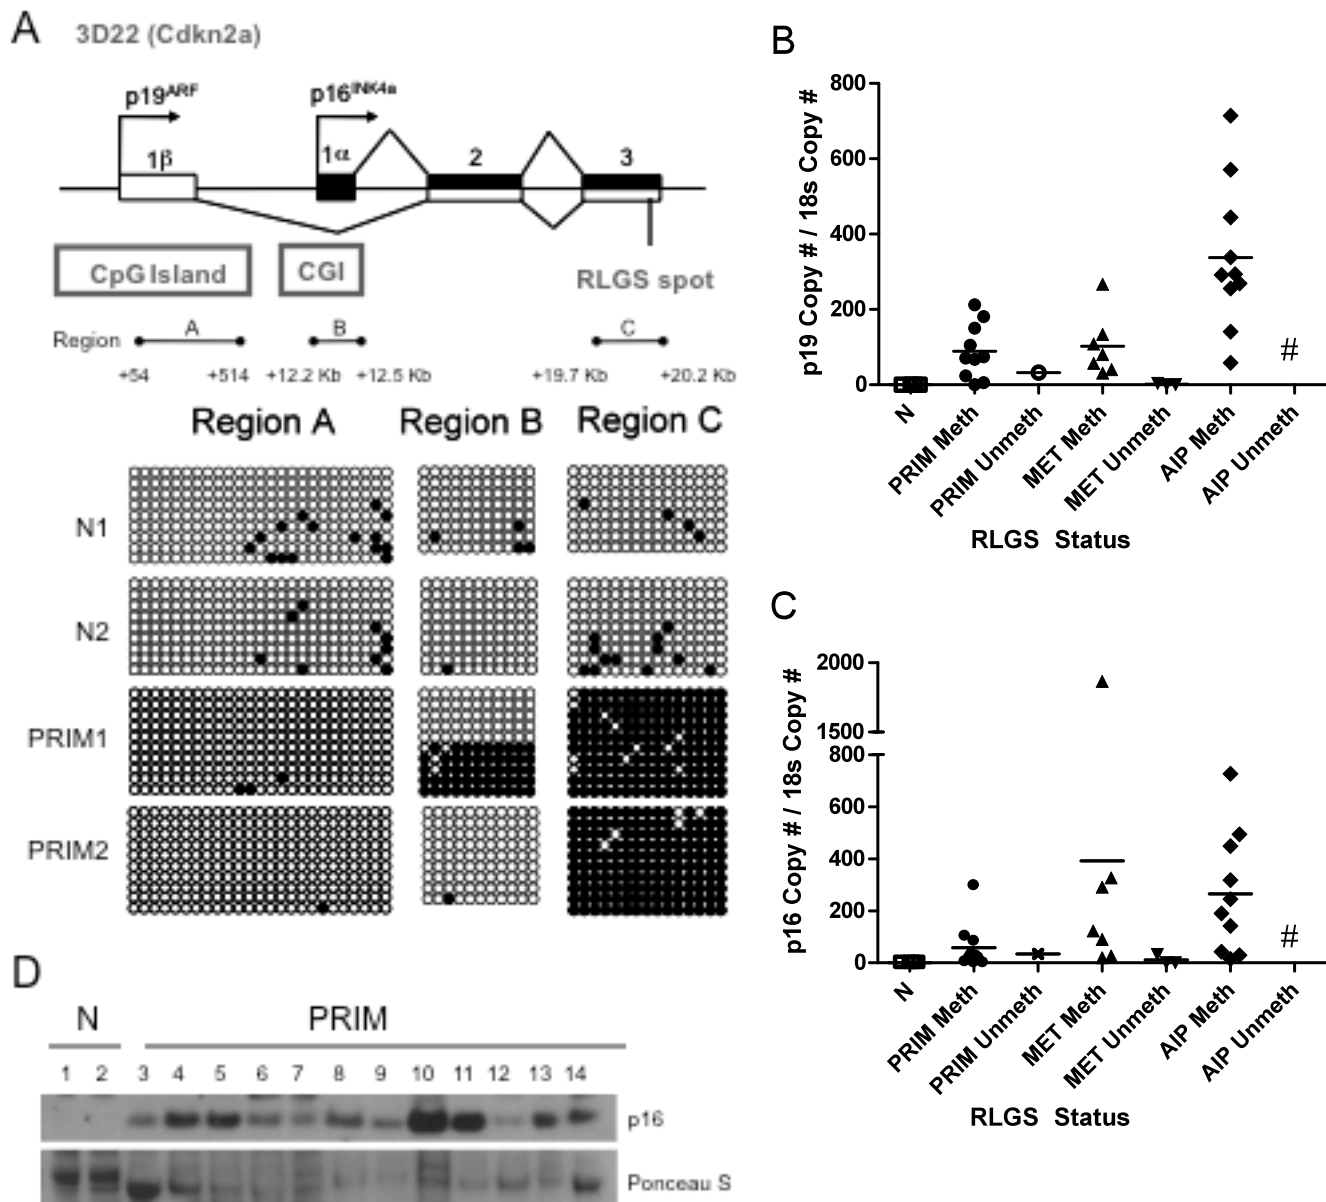 A
3D22 (Cdkn2a)
p19ARF
p16INK4a
1β
1α
2
3
CpG Island
CGI
RLGS spot
Region
A
B
C
+54
+514
+12.2 Kb
+12.5 Kb
+19.7 Kb
+20.2 Kb
Region A
Region B
Region C
N1
N2
PRIM1
PRIM2
B
p19 Copy # / 18s Copy #
800
600
400
200
0
#
N
PRIM Meth
PRIM Unmeth
MET Meth
MET Unmeth
AIP Meth
AIP Unmeth
RLGS Status
C
p16 Copy # / 18s Copy #
2000
1500
800
600
400
200
0
#
N
PRIM Meth
PRIM Unmeth
MET Meth
MET Unmeth
AIP Meth
AIP Unmeth
RLGS Status
D
N
PRIM
1 2 3 4 5 6 7 8 9 10 11 12 13 14
p16
Ponceau S